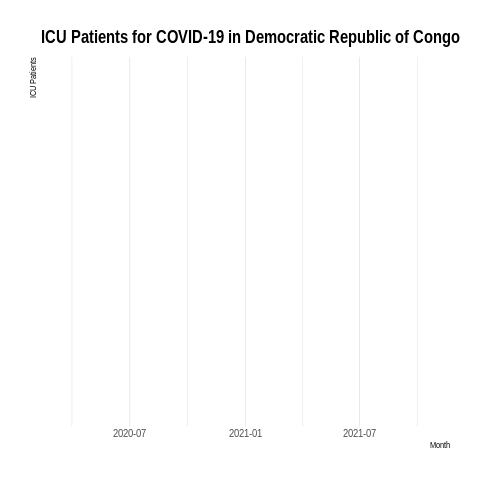 ICU Patients for COVID-19 in Democratic Republic of Congo
ICU Patients
2020-07
2021-01
2021-07
Month